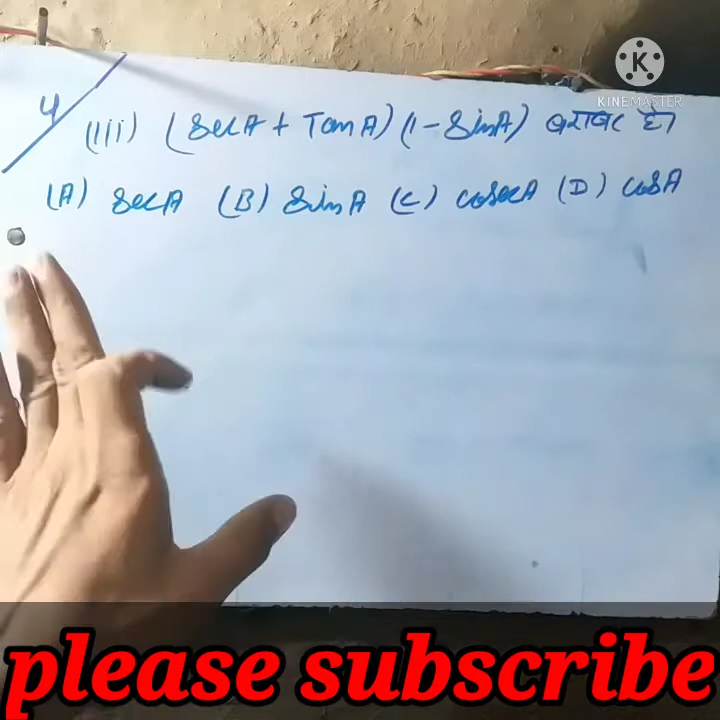 KINEMASTER
4
(iii) (secA + TanA) (1 - SinA) बराबर है।
(A) secA (B) SinA (C) cosecA (D) cosA
please subscribe